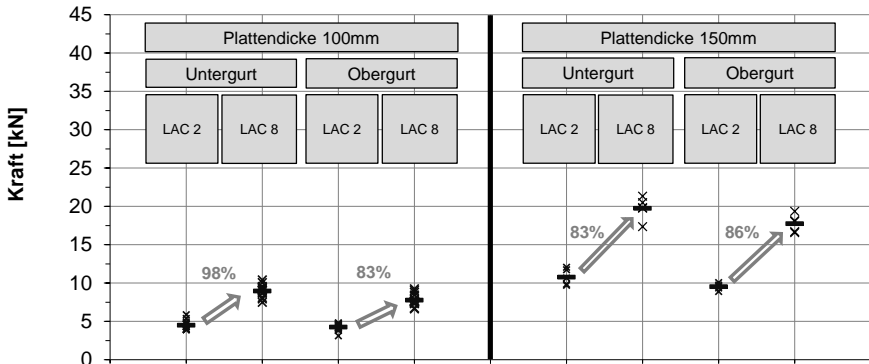 Kraft [kN]
45
40
35
30
25
20
15
10
5
0
Plattendicke 100mm
Untergurt
Obergurt
LAC 2
LAC 8
LAC 2
LAC 8
98%
83%
Plattendicke 150mm
Untergurt
Obergurt
LAC 2
LAC 8
LAC 2
LAC 8
83%
86%